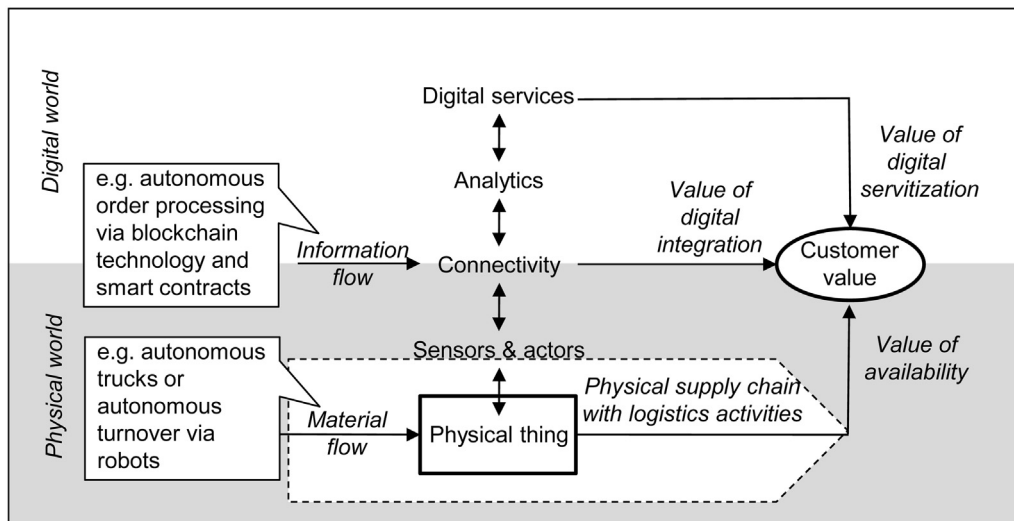 Digital world
Digital services
Value of
digital
servitization
e.g. autonomous
order processing
via blockchain
technology and
smart contracts
Analytics
Value of
digital
integration
Information
flow
Connectivity
Customer
value
Physical world
Sensors & actors
e.g. autonomous
trucks or
autonomous
turnover via
robots
Material
flow
Physical thing
Physical supply chain
with logistics activities
Value of
availability